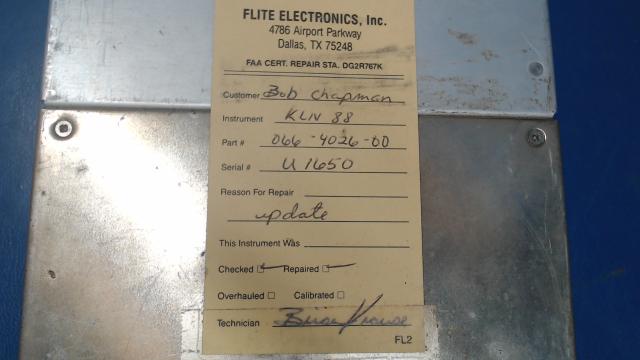 FLITE ELECTRONICS, Inc.
4786 Airport Parkway
Dallas, TX 75248
FAA CERT. REPAIR STA. DG2R767K
Customer Bob Chapman
Instrument KLN 88
Part # 066-4026-00
Serial # U1650
Reason For Repair
update
This Instrument Was
Checked Repaired
Overhauled Calibrated
Technician Brian Krause
FL2